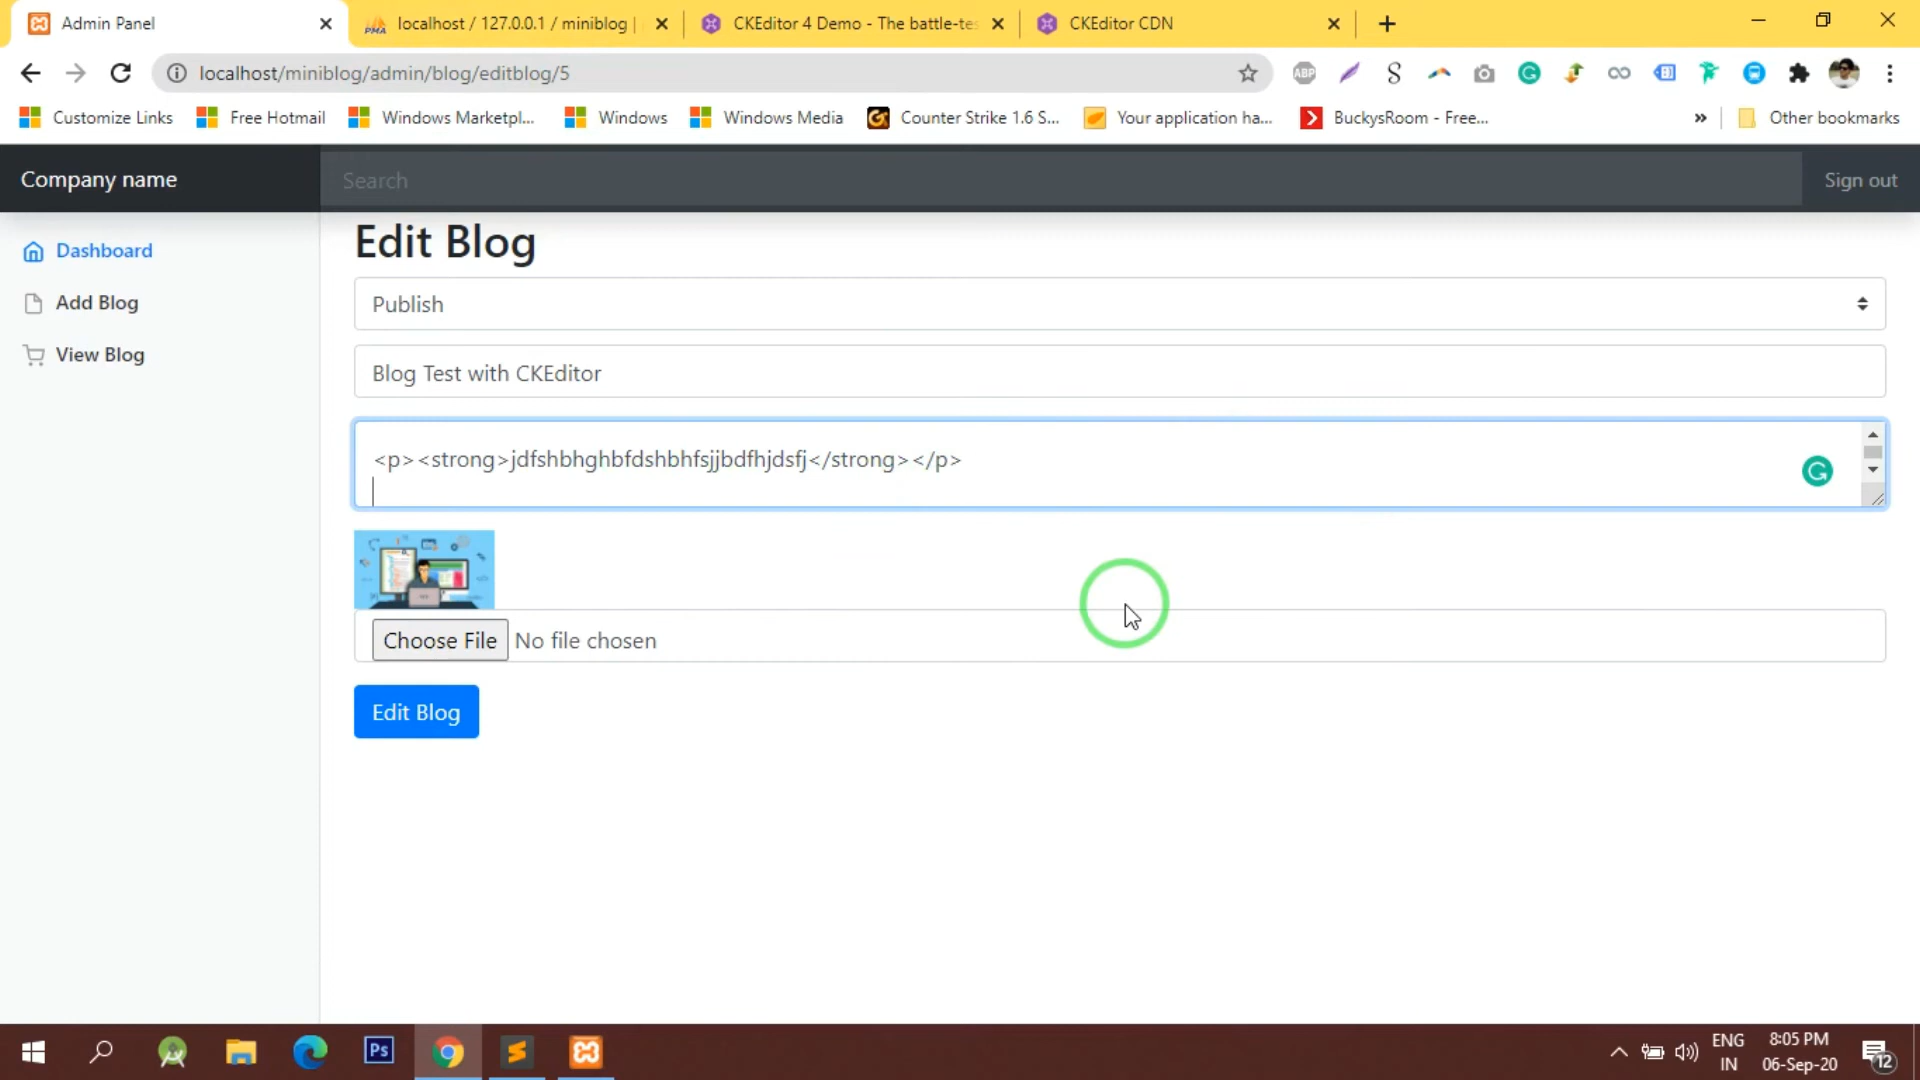 Admin Panel
localhost / 127.0.0.1 / miniblog |
CKEditor 4 Demo - The battle-tes
CKEditor CDN
localhost/miniblog/admin/blog/editblog/5
ABP
S
Customize Links
Free Hotmail
Windows Marketpl...
Windows
Windows Media
Counter Strike 1.6 S...
Your application ha...
BuckysRoom - Free...
»
Other bookmarks
Company name
Search
Sign out
Dashboard
Add Blog
View Blog
Edit Blog
Publish
Blog Test with CKEditor
<p><strong>jdfshbhghbfdshbhfsjjbdfhjdsfj</strong></p>
Choose File
No file chosen
Edit Blog
Ps
ENG
IN
8:05 PM
06-Sep-20
12